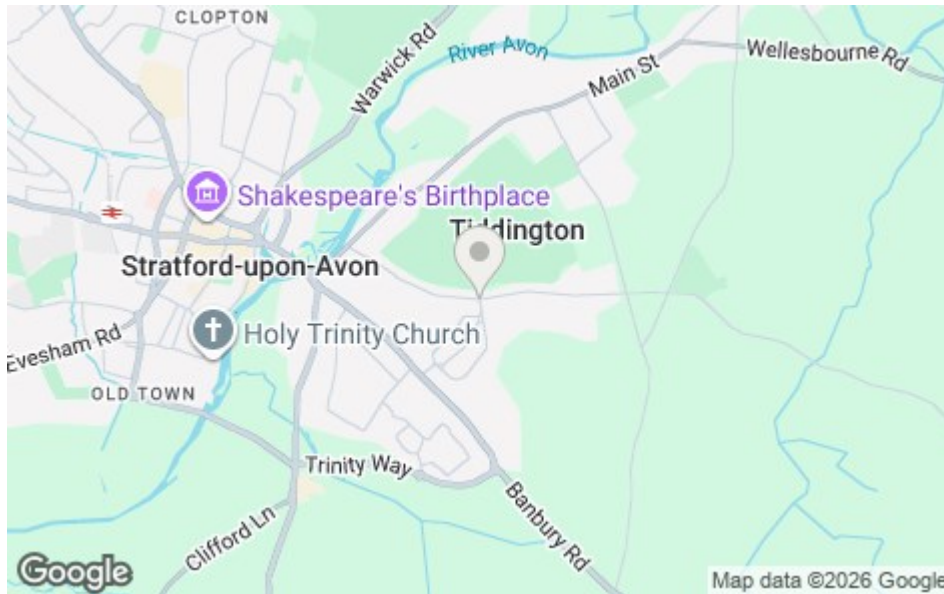 CLOPTON
Warwick Rd
River Avon
Main St
Wellesbourne Rd
Shakespeare's Birthplace
Tiddington
Stratford-upon-Avon
Holy Trinity Church
Evesham Rd
OLD TOWN
Trinity Way
Banbury Rd
Clifford Ln
Google
Map data ©2026 Google